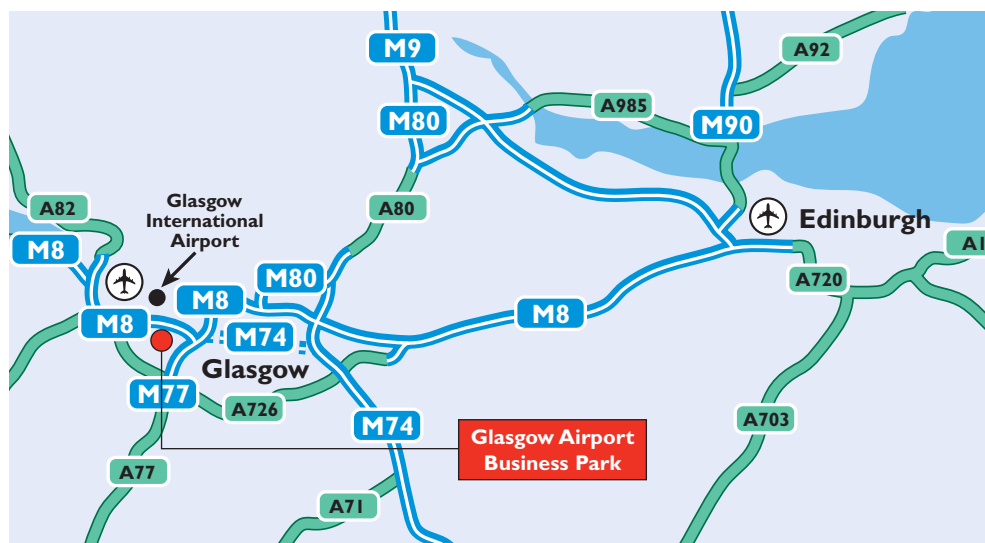 M9
A92
A985
M80
M90
A82
Glasgow
International
Airport
A80
Edinburgh
M8
A1
M80
A720
M8
M8
M8
M74
Glasgow
M77
A726
A703
M74
Glasgow Airport
Business Park
A77
A71